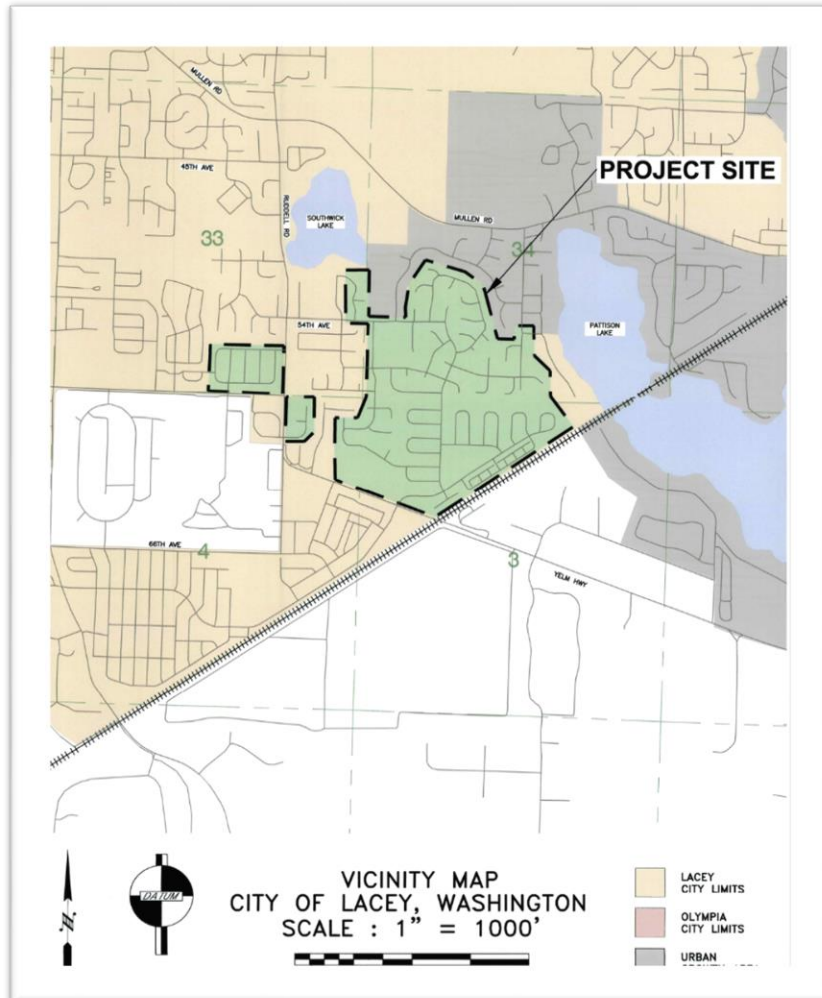 MULLEN RD
45TH AVE
RUDDELL RD
SOUTHWICK
LAKE
PROJECT SITE
33
MULLEN RD
34
PATTISON
LAKE
54TH AVE
66TH AVE
4
3
YELM HWY
N
DATUM
VICINITY MAP
CITY OF LACEY, WASHINGTON
SCALE : 1" = 1000'
LACEY
CITY LIMITS
OLYMPIA
CITY LIMITS
URBAN